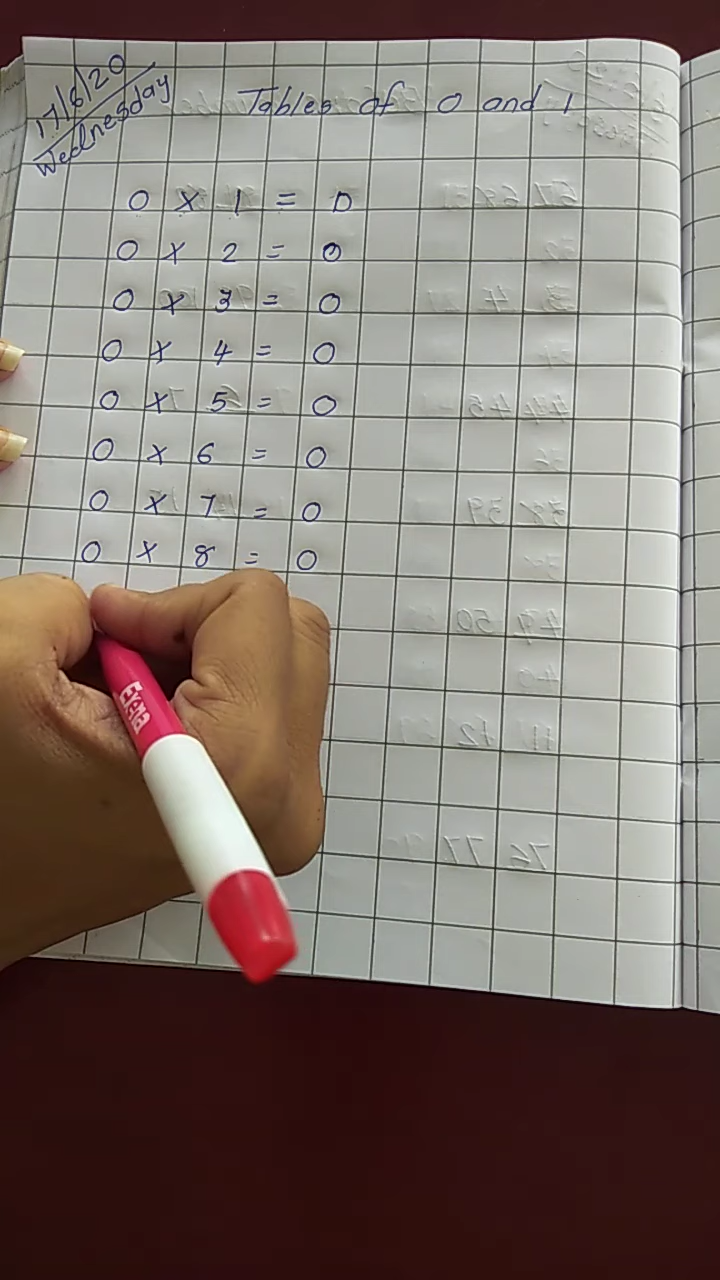 17/6/20
Wednesday
Tables of 0 and 1
0 x 1 = 0
0 x 2 = 0
0 x 3 = 0
0 x 4 = 0
0 x 5 = 0
0 x 6 = 0
0 x 7 = 0
0 x 8 = 0
Exam